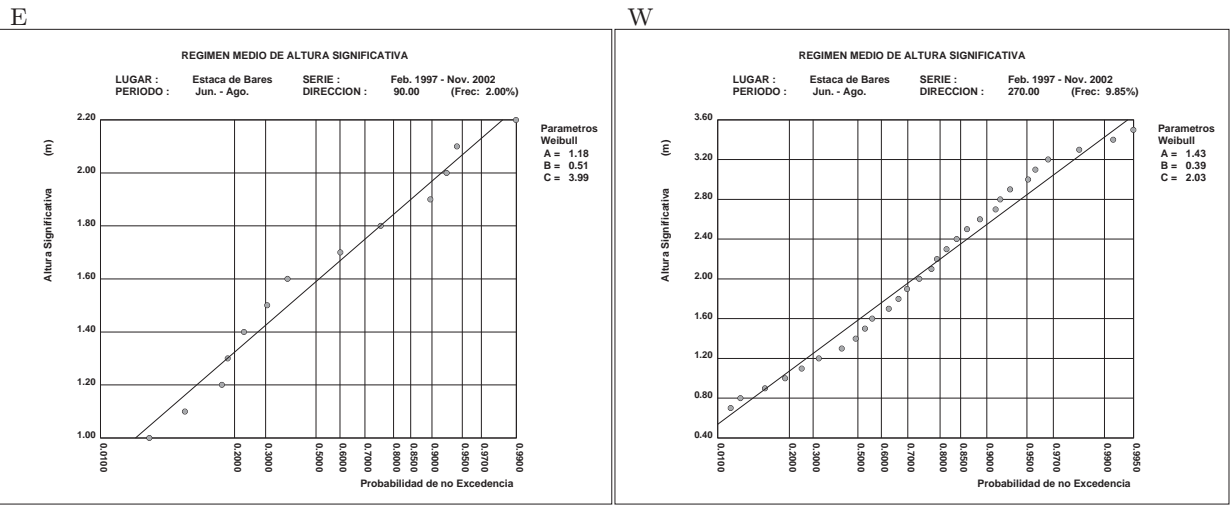 E
REGIMEN MEDIO DE ALTURA SIGNIFICATIVA
LUGAR : Estaca de Bares SERIE : Feb. 1997 - Nov. 2002
PERIODO : Jun. - Ago. DIRECCION : 90.00 (Frec: 2.00%)
Altura Significativa (m)
2.20
2.00
1.80
1.60
1.40
1.20
1.00
Parametros
Weibull
A = 1.18
B = 0.51
C = 3.99
0.0100 0.2000 0.3000 0.5000 0.6000 0.7000 0.8000 0.8500 0.9000 0.9500 0.9700 0.9900
Probabilidad de no Excedencia
W
REGIMEN MEDIO DE ALTURA SIGNIFICATIVA
LUGAR : Estaca de Bares SERIE : Feb. 1997 - Nov. 2002
PERIODO : Jun. - Ago. DIRECCION : 270.00 (Frec: 9.85%)
Altura Significativa (m)
3.60
3.20
2.80
2.40
2.00
1.60
1.20
0.80
0.40
Parametros
Weibull
A = 1.43
B = 0.39
C = 2.03
0.0100 0.2000 0.3000 0.5000 0.6000 0.7000 0.8000 0.8500 0.9000 0.9500 0.9700 0.9900 0.9950
Probabilidad de no Excedencia